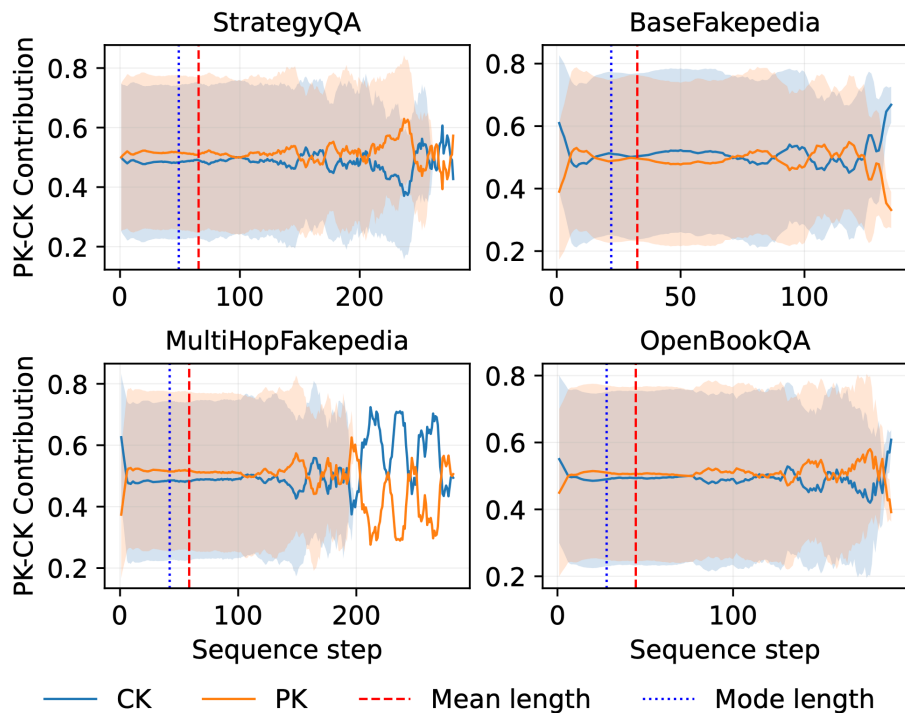 StrategyQA
BaseFakepedia
PK-CK Contribution
0.8
0.6
0.4
0.2
0 100 200
0.8
0.6
0.4
0.2
0 50 100
MultiHopFakepedia
OpenBookQA
PK-CK Contribution
0.8
0.6
0.4
0.2
0 100 200
Sequence step
0.8
0.6
0.4
0.2
0 100
Sequence step
CK PK Mean length Mode length